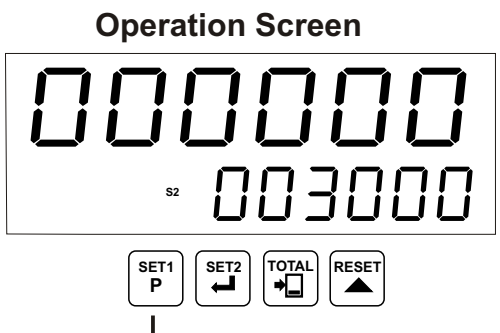 Operation Screen
000000
S2 003000
SET1 SET2 TOTAL RESET
P